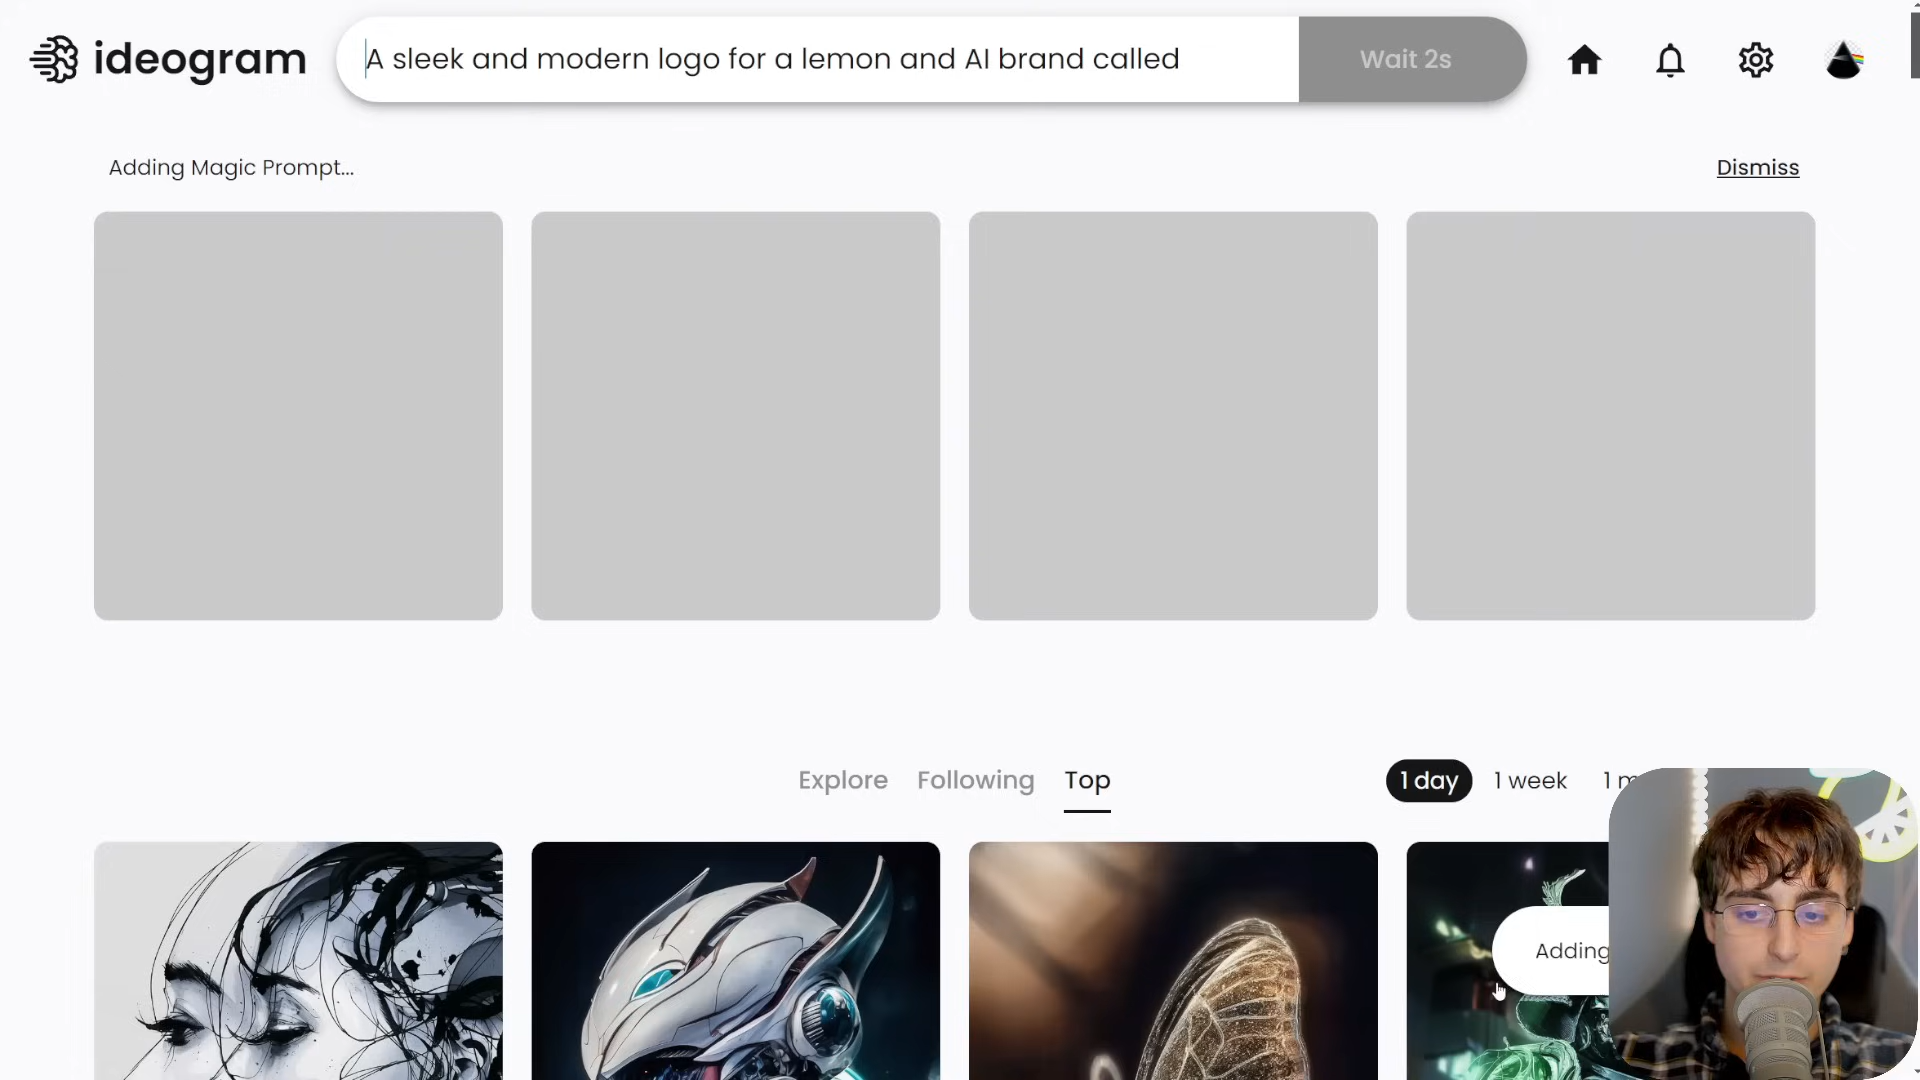 ideogram
A sleek and modern logo for a lemon and AI brand called
Wait 2s
Adding Magic Prompt...
Dismiss
Explore
Following
Top
1 day
1 week
1 m
Adding